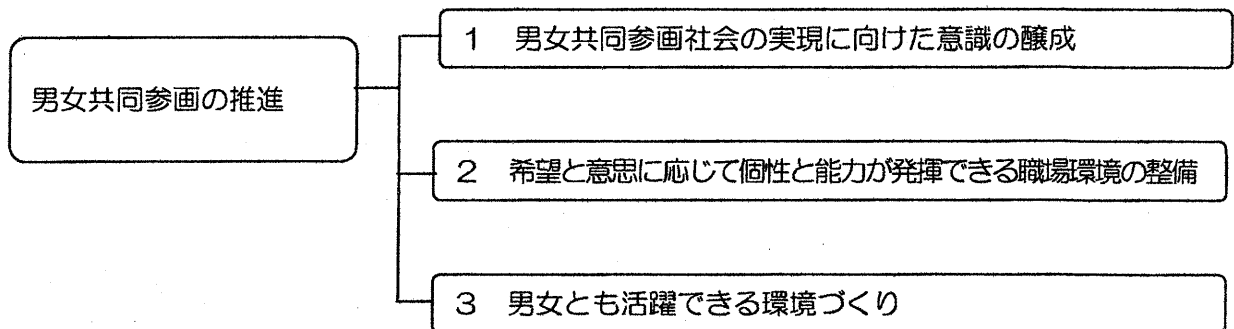 男女共同参画の推進
1 男女共同参画社会の実現に向けた意識の醸成
2 希望と意思に応じて個性と能力が発揮できる職場環境の整備
3 男女とも活躍できる環境づくり